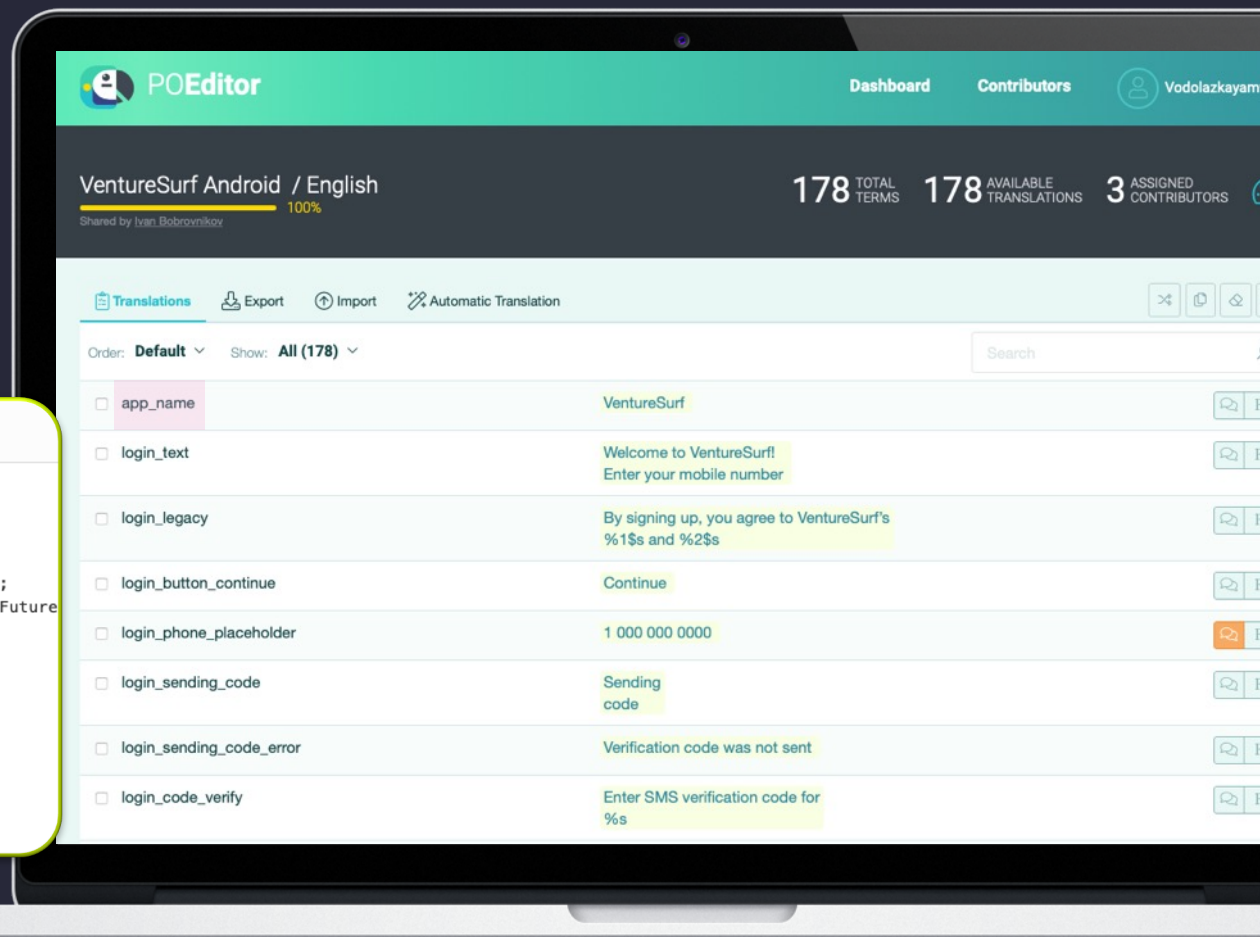 POEditor
Dashboard
Contributors
Vodolazkayam
VentureSurf Android / English
100%
Shared by Ivan Bobrovnikov
178 TOTAL TERMS
178 AVAILABLE TRANSLATIONS
3 ASSIGNED CONTRIBUTORS
Translations
Export
Import
Automatic Translation
Order: Default
Show: All (178)
Search
app_name
VentureSurf
login_text
Welcome to VentureSurf!
Enter your mobile number
login_legacy
By signing up, you agree to VentureSurf's
%1$s and %2$s
login_button_continue
Continue
login_phone_placeholder
1 000 000 0000
login_sending_code
Sending
code
login_sending_code_error
Verification code was not sent
login_code_verify
Enter SMS verification code for
%s
;
Future